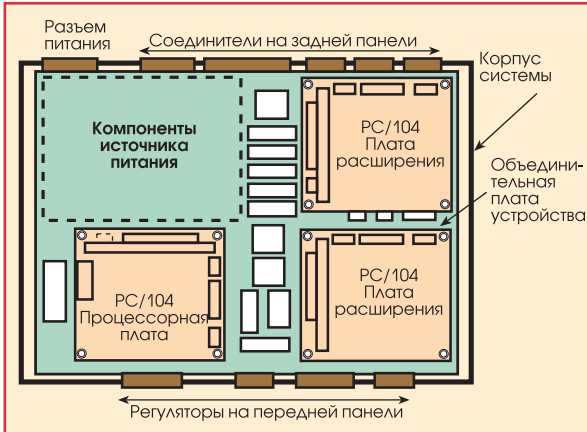 Разъем
питания
Соединители на задней панели
Корпус
системы
Компоненты
источника
питания
PC/104
Плата
расширения
Объедини-
тельная
плата
устройства
PC/104
Процессорная
плата
PC/104
Плата
расширения
Регуляторы на передней панели